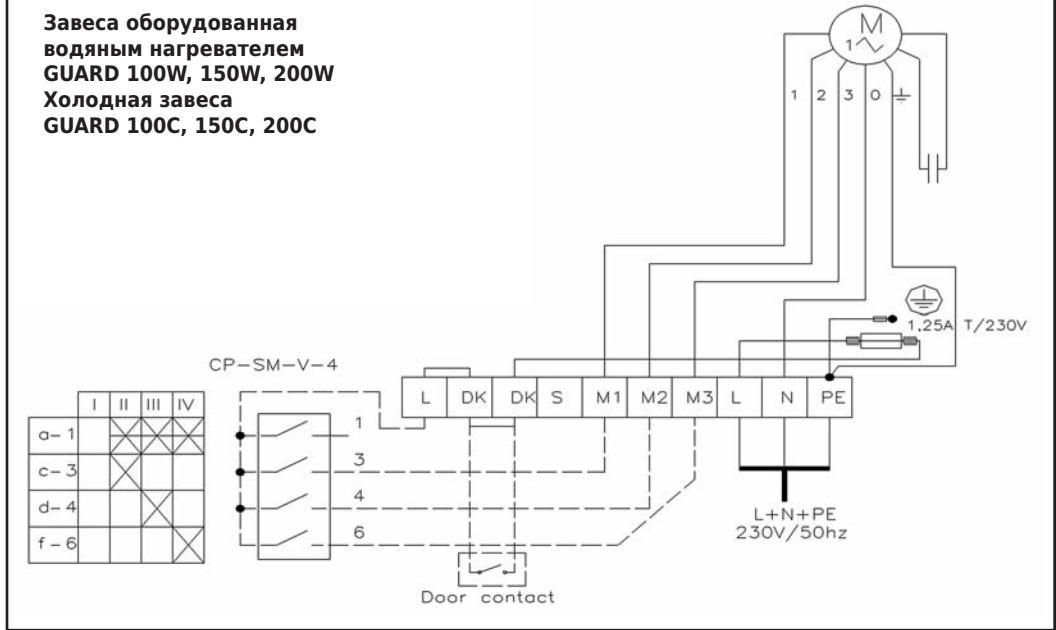 Завеса оборудованная
водяным нагревателем
GUARD 100W, 150W, 200W
Холодная завеса
GUARD 100C, 150C, 200C
M
1
1 2 3 0
1,25A T/230V
CP-SM-V-4
L DK DK S M1 M2 M3 L N PE
I II III IV
a-1
c-3
d-4
f-6
1
3
4
6
L+N+PE
230V/50hz
Door contact